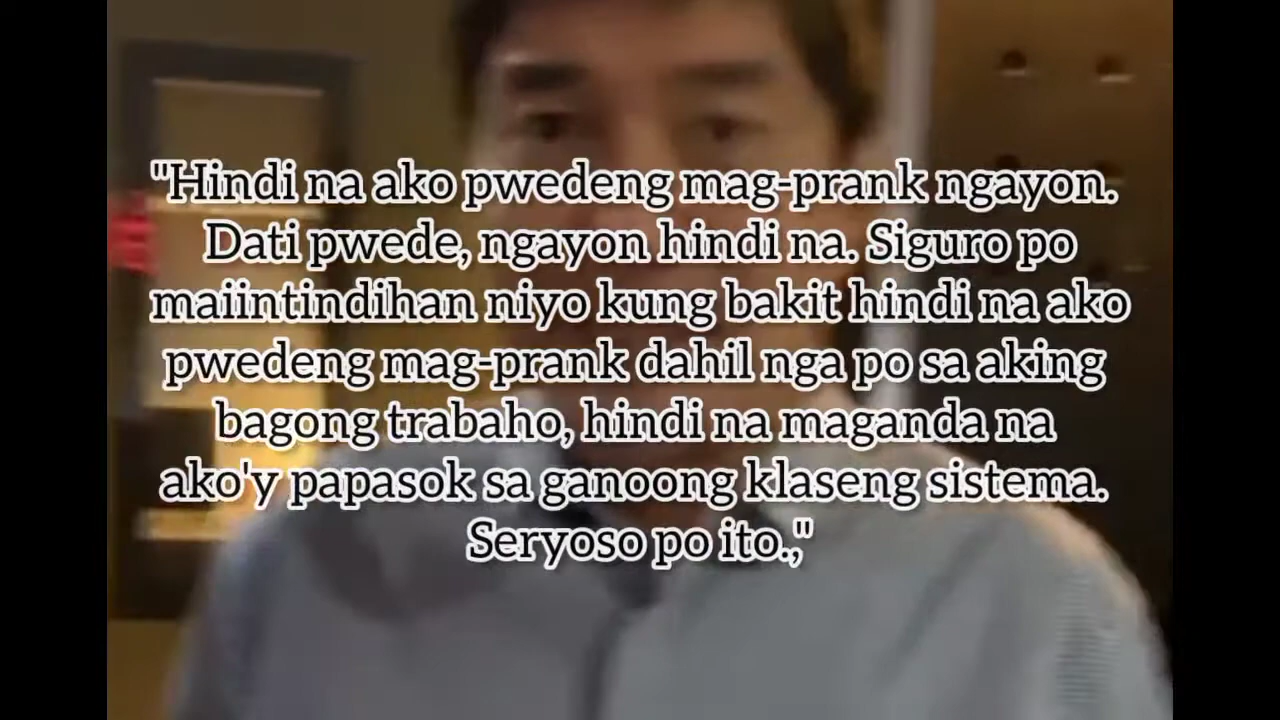 "Hindi na ako pwedeng mag-prank ngayon.
Dati pwede, ngayon hindi na. Siguro po
maiintindihan niyo kung bakit hindi na ako
pwedeng mag-prank dahil nga po sa aking
bagong trabaho, hindi na maganda na
ako'y papasok sa ganoong klaseng sistema.
Seryoso po ito.,"